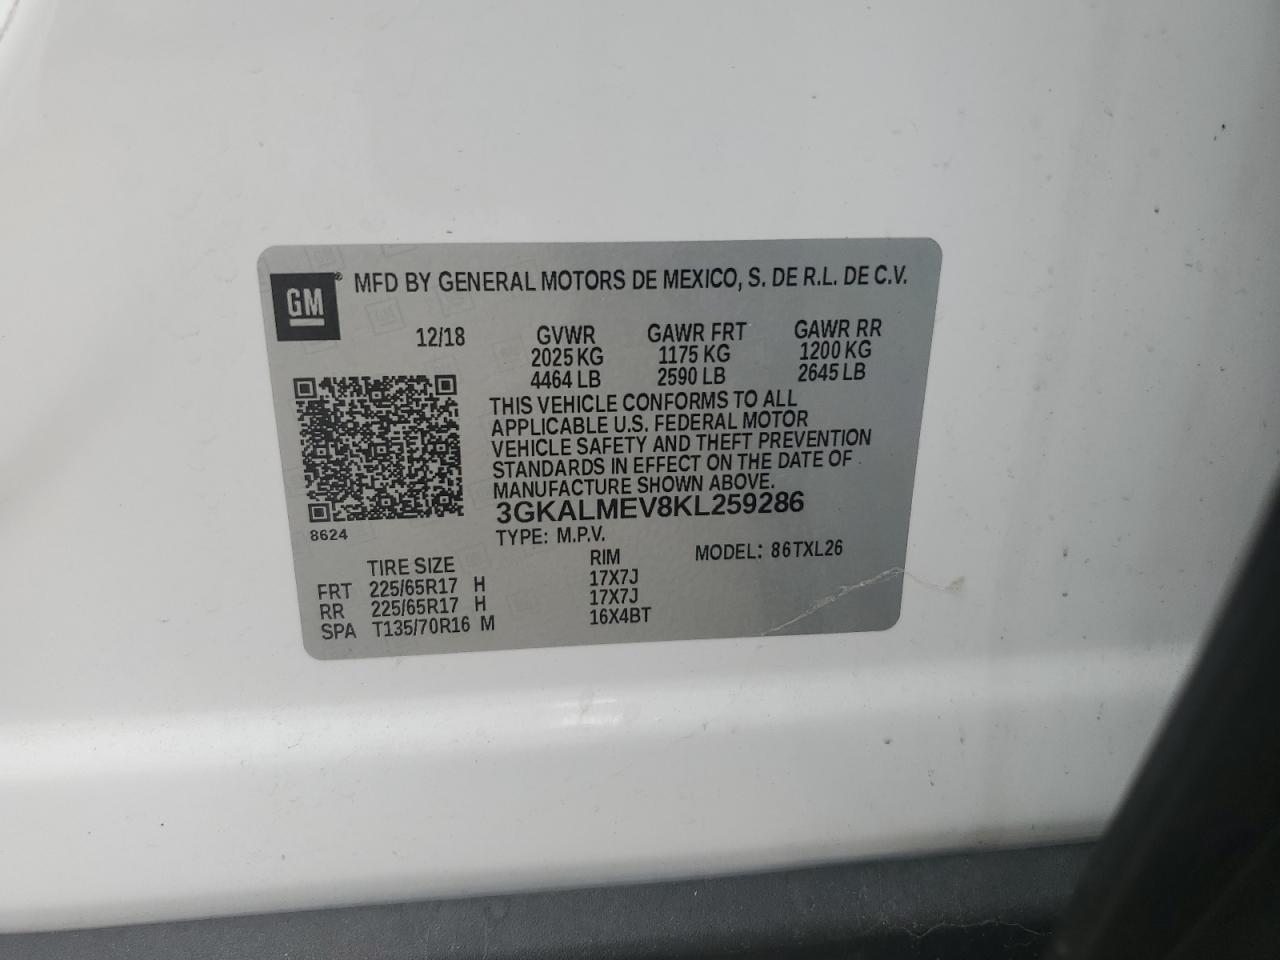 GM ® MFD BY GENERAL MOTORS DE MEXICO, S. DE R.L. DE C.V.
12/18 GVWR GAWR FRT GAWR RR
2025 KG 1175 KG 1200 KG
4464 LB 2590 LB 2645 LB
THIS VEHICLE CONFORMS TO ALL
APPLICABLE U.S. FEDERAL MOTOR
VEHICLE SAFETY AND THEFT PREVENTION
STANDARDS IN EFFECT ON THE DATE OF
MANUFACTURE SHOWN ABOVE.
3GKALMEV8KL259286
8624
TYPE: M.P.V. MODEL: 86TXL26
TIRE SIZE RIM
FRT 225/65R17 H 17X7J
RR 225/65R17 H 17X7J
SPA T135/70R16 M 16X4BT